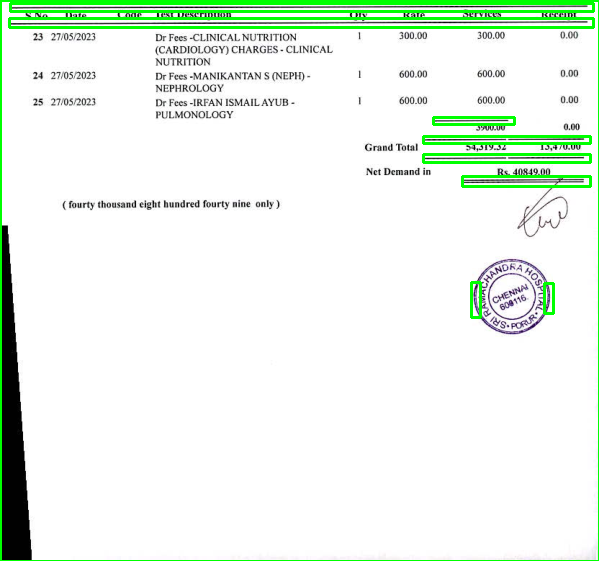 S.No Date Code Test Description Qty Rate Services Receipt
23 27/05/2023 Dr Fees -CLINICAL NUTRITION 1 300.00 300.00 0.00
(CARDIOLOGY) CHARGES - CLINICAL
NUTRITION
24 27/05/2023 Dr Fees -MANIKANTAN S (NEPH) - 1 600.00 600.00 0.00
NEPHROLOGY
25 27/05/2023 Dr Fees -IRFAN ISMAIL AYUB - 1 600.00 600.00 0.00
PULMONOLOGY
3900.00 0.00
Grand Total 54,319.32 13,470.00
Net Demand in Rs. 40849.00
( fourty thousand eight hundred fourty nine only )
SRI RAMACHANDRA HOSPITAL
CHENNAI
600116.
PORUR